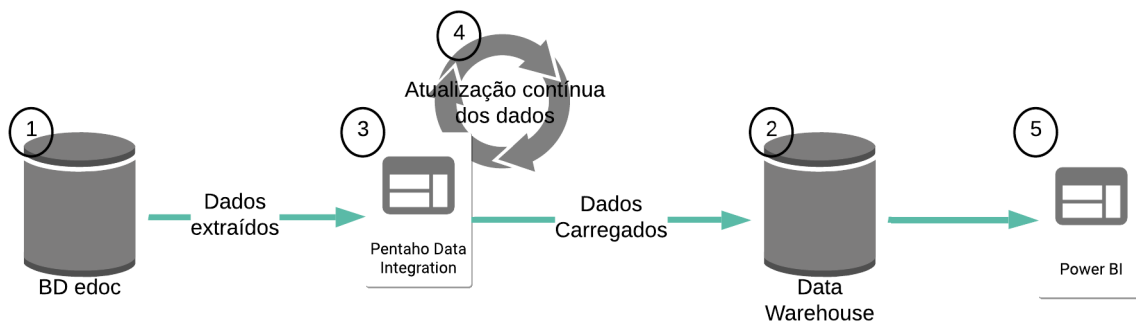 4
Atualização contínua
dos dados
1
3
2
5
Dados
extraídos
Dados
Carregados
Pentaho Data
Integration
Power BI
BD edoc
Data
Warehouse